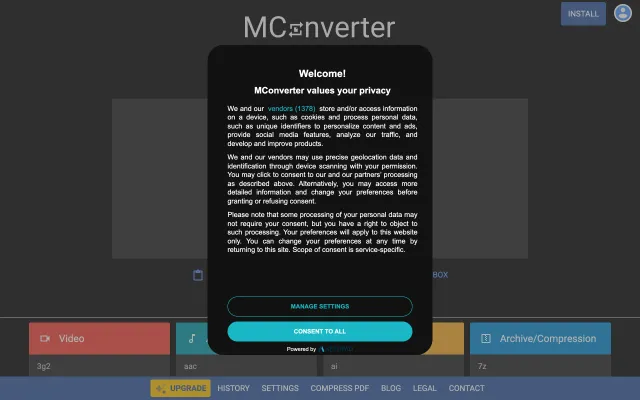 MConverter
INSTALL
Welcome!
MConverter values your privacy
We and our vendors (1378) store and/or access information
on a device, such as cookies and process personal data,
such as unique identifiers to personalize content and ads,
provide social media features, analyze our traffic, and
develop and improve products.
We and our vendors may use precise geolocation data and
identification through device scanning with your permission.
You may click to consent to our and our partners' processing
as described above. Alternatively, you may access more
detailed information and change your preferences before
granting or refusing consent.
Please note that some processing of your personal data may
not require your consent, but you have a right to object to
such processing. Your preferences will apply to this website
only. You can change your preferences at any time by
returning to this site. Scope of consent is service-specific.
BOX
MANAGE SETTINGS
CONSENT TO ALL
Powered by
Video
Archive/Compression
3g2
aac
ai
7z
UPGRADE
HISTORY
SETTINGS
COMPRESS PDF
BLOG
LEGAL
CONTACT